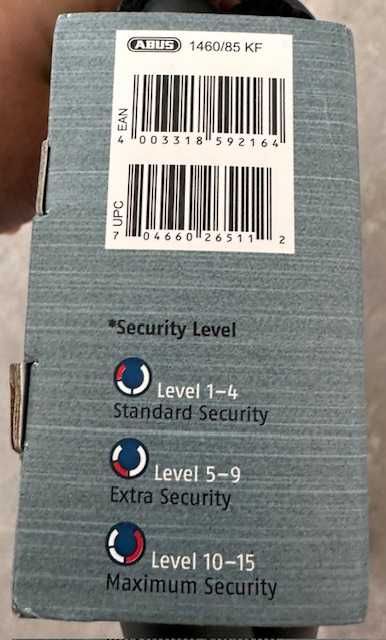 ABUS 1460/85 KF
EAN
4 003318 592164
UPC
7 04660 26511 2
*Security Level
Level 1–4
Standard Security
Level 5–9
Extra Security
Level 10–15
Maximum Security